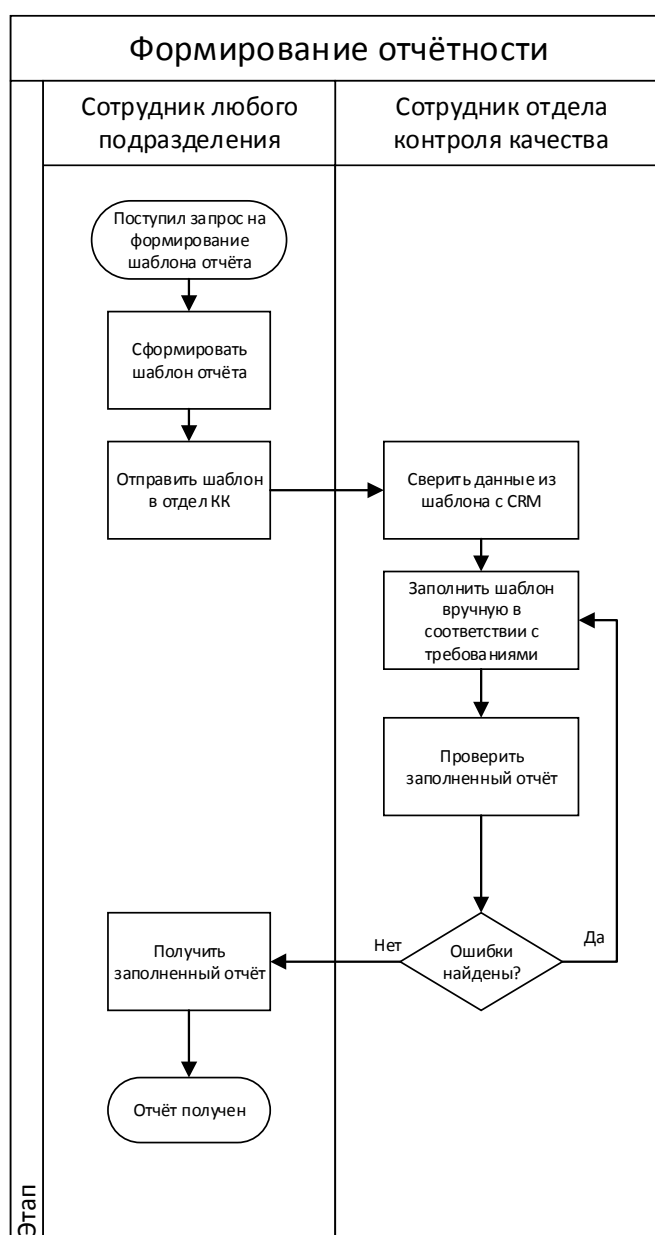 Формирование отчётности
Сотрудник любого
подразделения
Сотрудник отдела
контроля качества
Поступил запрос на
формирование
шаблона отчёта
Сформировать
шаблон отчёта
Отправить шаблон
в отдел КК
Сверить данные из
шаблона с CRM
Заполнить шаблон
вручную в
соответствии с
требованиями
Проверить
заполненный отчёт
Ошибки
найдены?
Да
Нет
Получить
заполненный отчёт
Отчёт получен
Этап